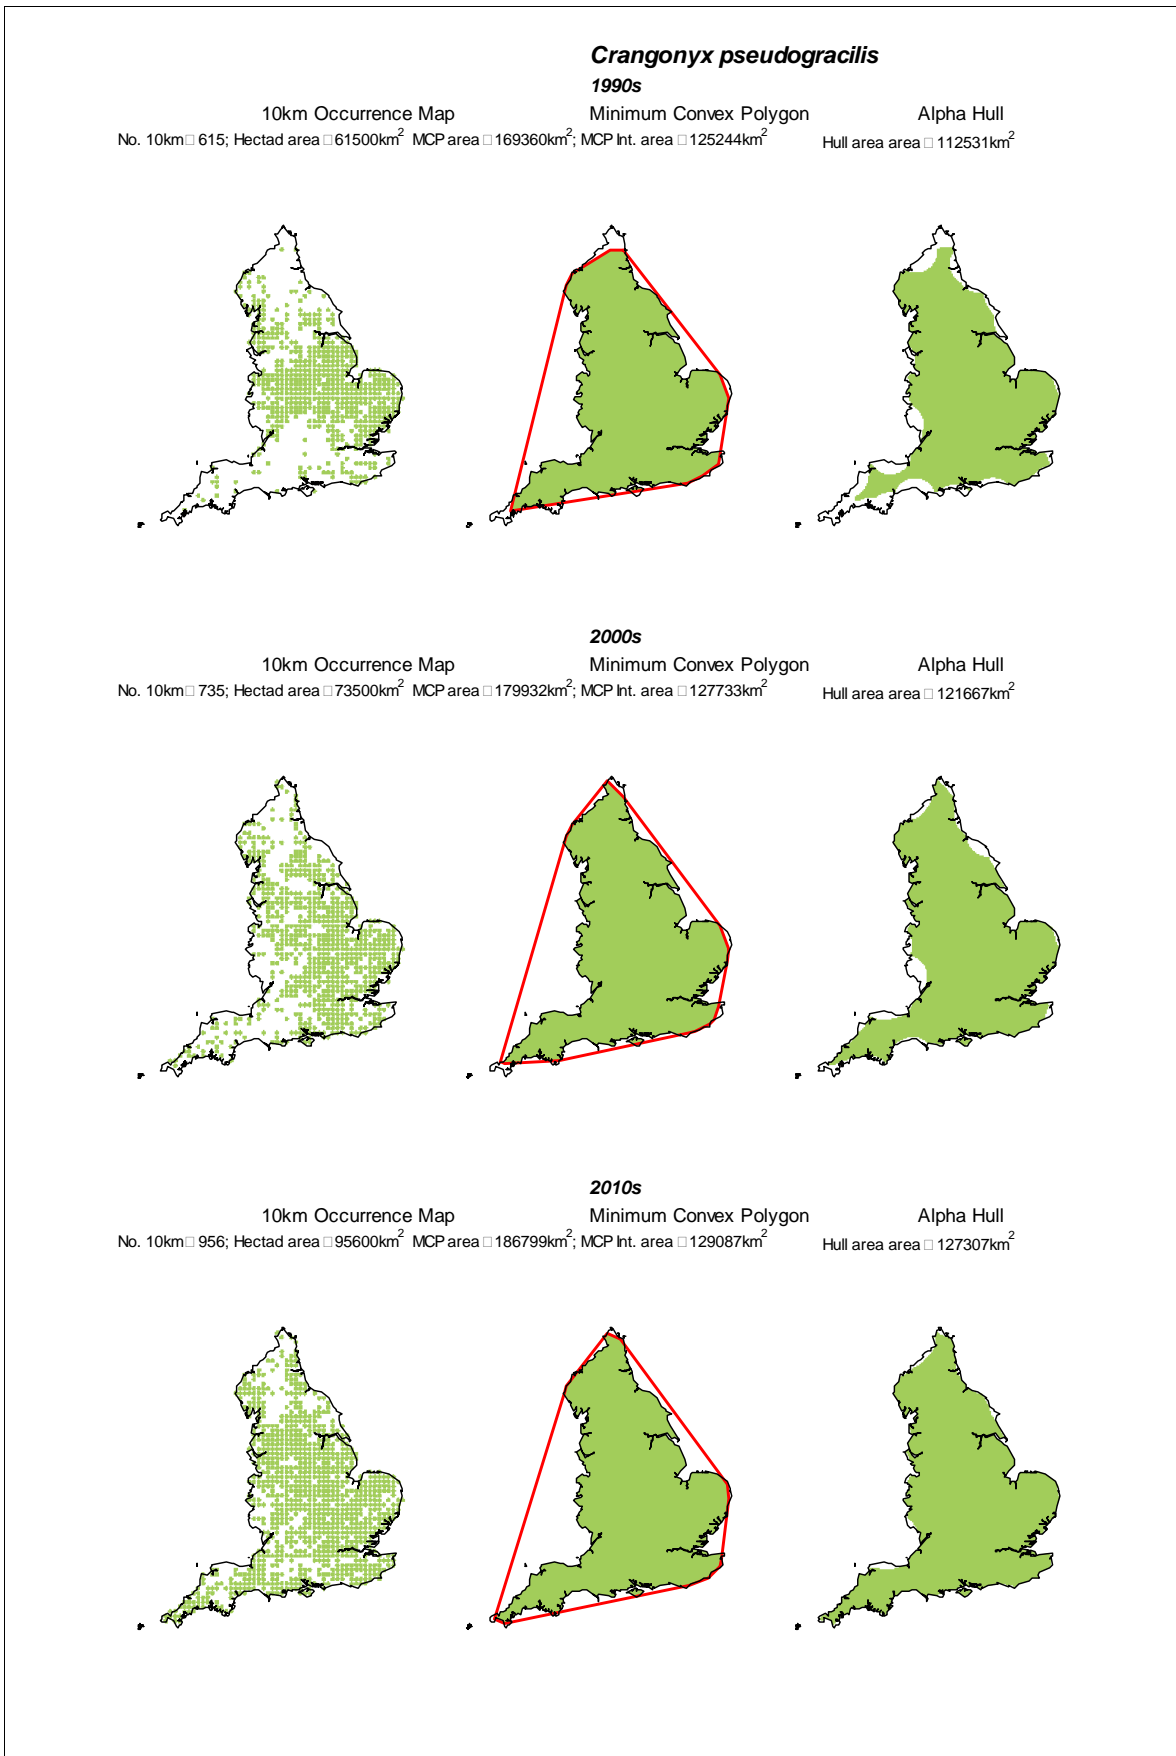 Crangonyx pseudogracilis
1990s
10km Occurrence Map Minimum Convex Polygon Alpha Hull
No. 10km□615; Hectad area□61500km² MCP area□169360km²; MCP Int. area□125244km² Hull area area□112531km²
2000s
10km Occurrence Map Minimum Convex Polygon Alpha Hull
No. 10km□735; Hectad area□73500km² MCP area□179932km²; MCP Int. area□127733km² Hull area area□121667km²
2010s
10km Occurrence Map Minimum Convex Polygon Alpha Hull
No. 10km□956; Hectad area□95600km² MCP area□186799km²; MCP Int. area□129087km² Hull area area□127307km²